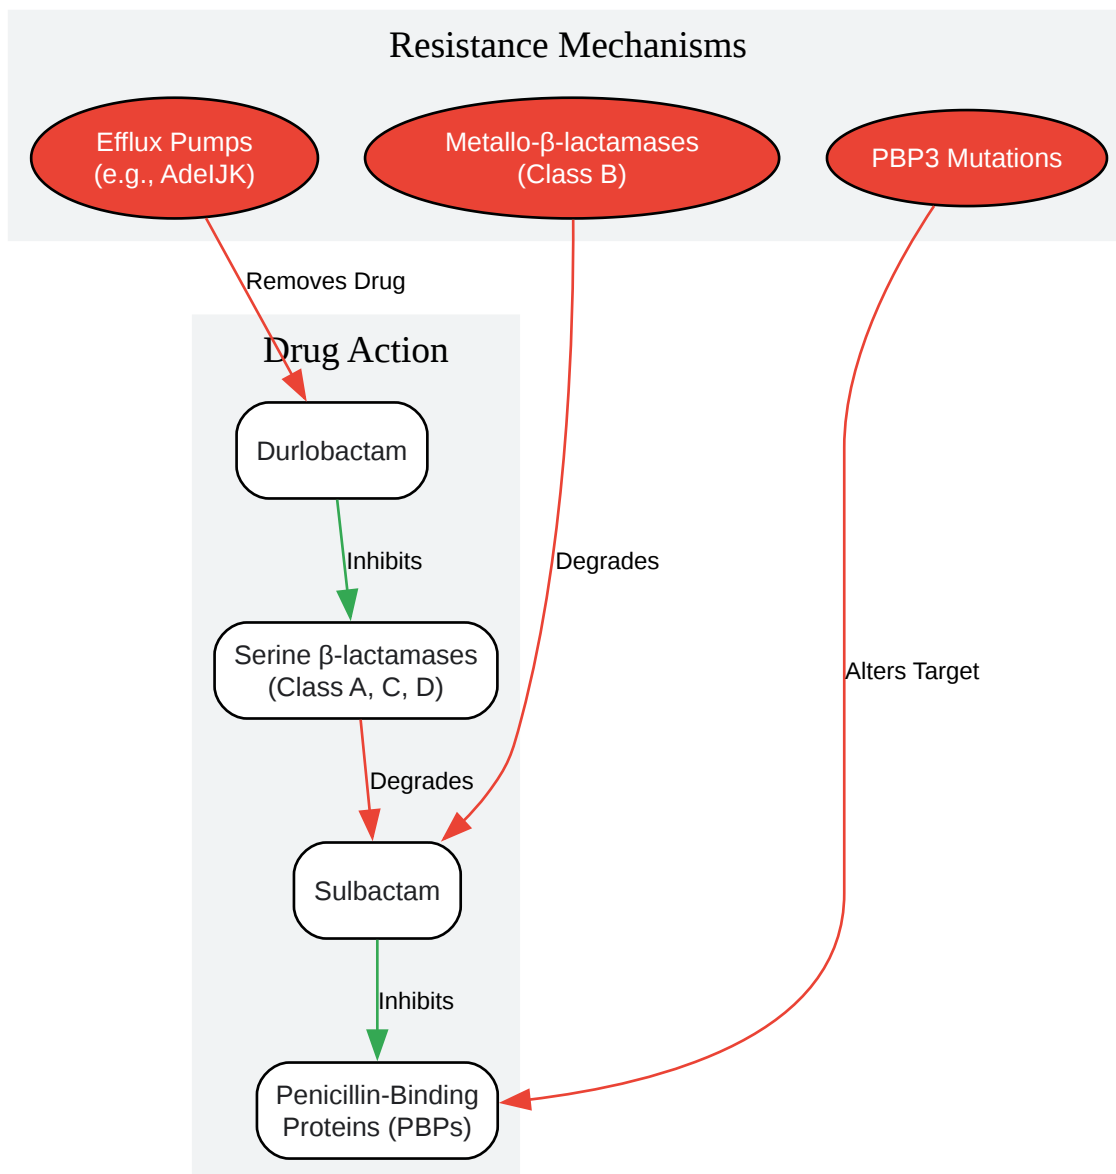 Resistance Mechanisms
Efflux Pumps
(e.g., AdeIJK)
Metallo-β-lactamases
(Class B)
PBP3 Mutations
Removes Drug
Drug Action
Durlobactam
Inhibits
Degrades
Serine β-lactamases
(Class A, C, D)
Alters Target
Degrades
Sulbactam
Inhibits
Penicillin-Binding
Proteins (PBPs)